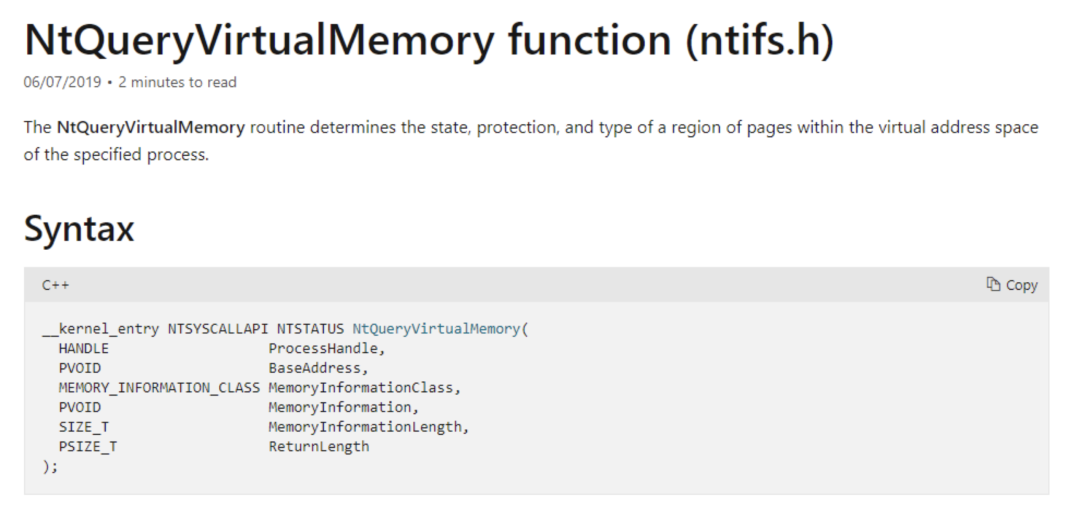 NtQueryVirtualMemory function (ntifs.h)
06/07/2019 • 2 minutes to read
The NtQueryVirtualMemory routine determines the state, protection, and type of a region of pages within the virtual address space
of the specified process.
Syntax
C++ Copy
__kernel_entry NTSYSCALLAPI NTSTATUS NtQueryVirtualMemory(
  HANDLE                   ProcessHandle,
  PVOID                    BaseAddress,
  MEMORY_INFORMATION_CLASS MemoryInformationClass,
  PVOID                    MemoryInformation,
  SIZE_T                   MemoryInformationLength,
  PSIZE_T                  ReturnLength
);